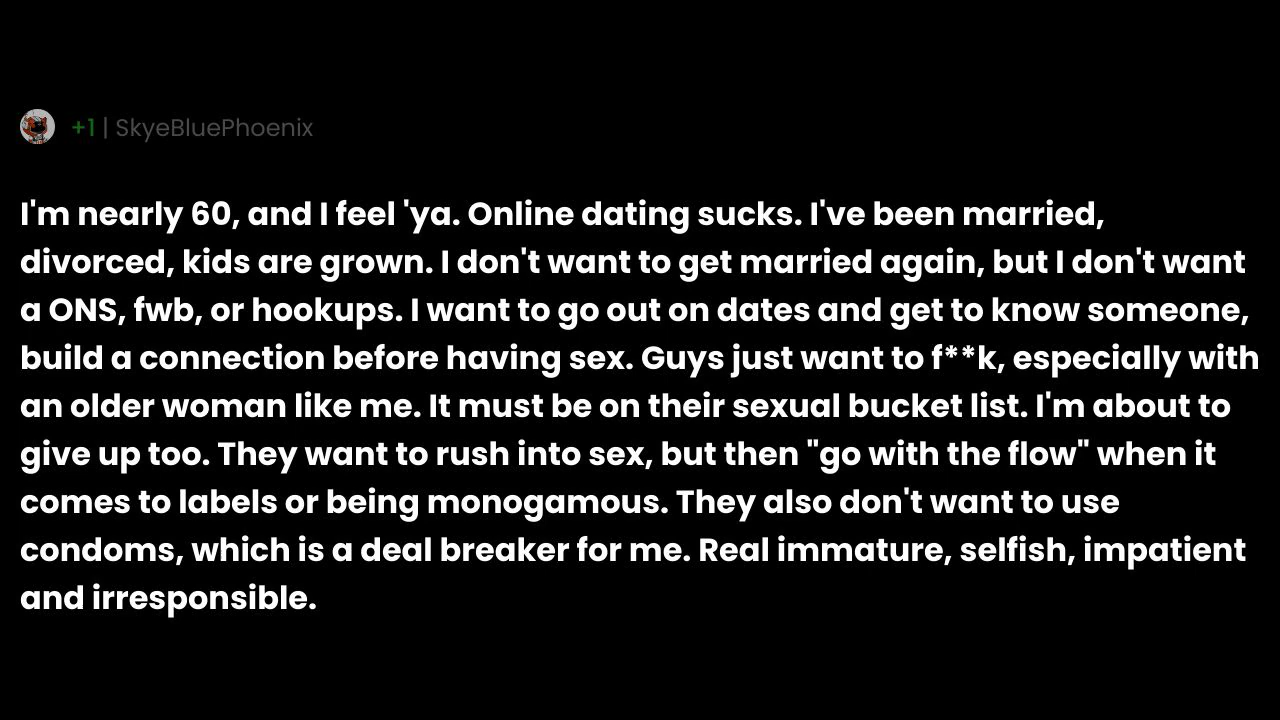 +1 | SkyeBluePhoenix
I'm nearly 60, and I feel 'ya. Online dating sucks. I've been married,
divorced, kids are grown. I don't want to get married again, but I don't want
a ONS, fwb, or hookups. I want to go out on dates and get to know someone,
build a connection before having sex. Guys just want to f**k, especially with
an older woman like me. It must be on their sexual bucket list. I'm about to
give up too. They want to rush into sex, but then "go with the flow" when it
comes to labels or being monogamous. They also don't want to use
condoms, which is a deal breaker for me. Real immature, selfish, impatient
and irresponsible.